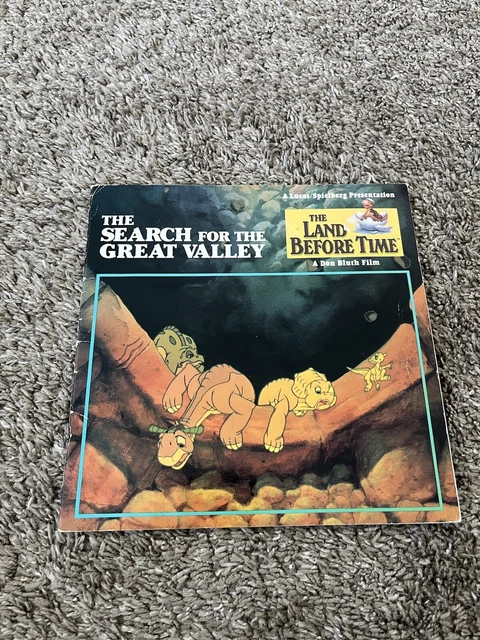 THE
SEARCH FOR THE
GREAT VALLEY
A Lucas/Spielberg Presentation
THE
LAND
BEFORE TIME
A Don Bluth Film